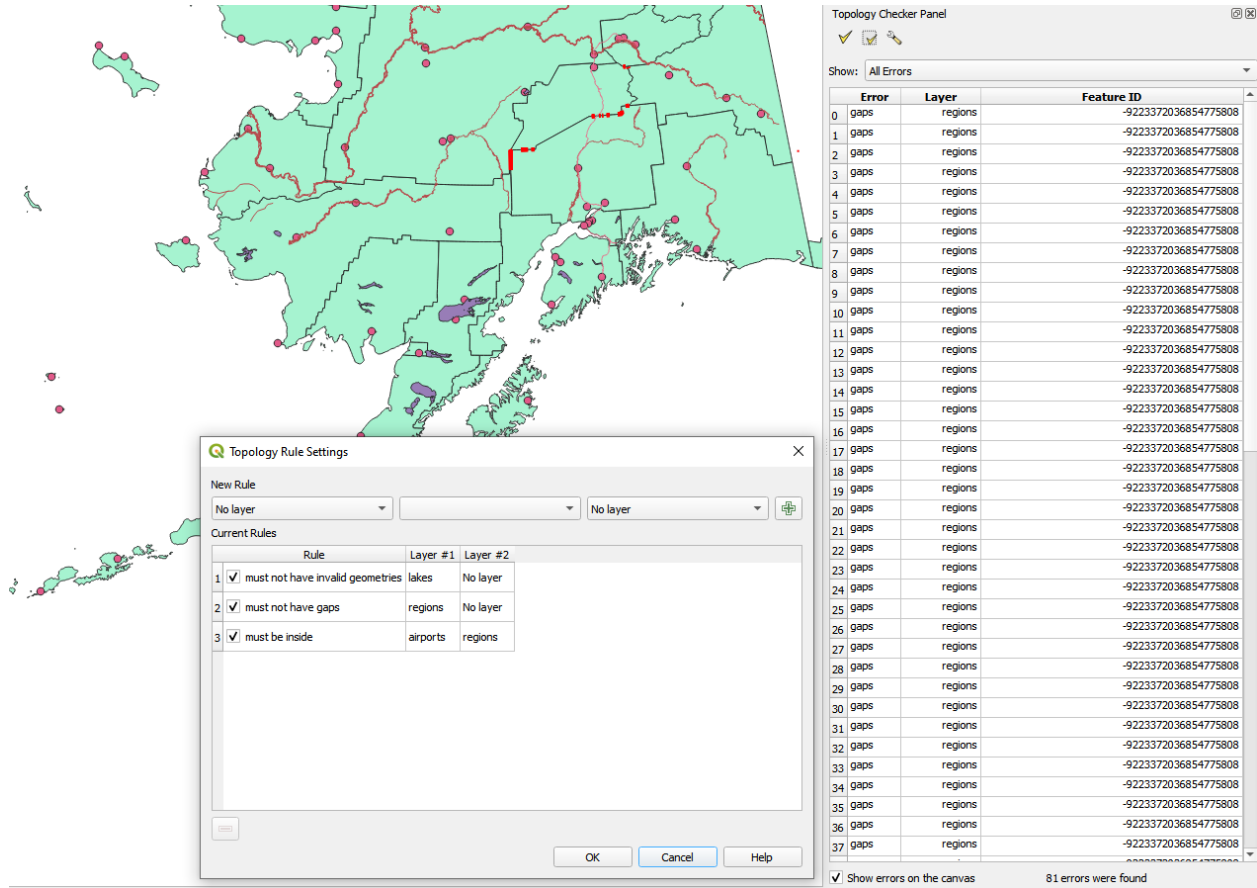 Topology Checker Panel
Show: All Errors
Error Layer Feature ID
0 gaps regions -9223372036854775808
1 gaps regions -9223372036854775808
2 gaps regions -9223372036854775808
3 gaps regions -9223372036854775808
4 gaps regions -9223372036854775808
5 gaps regions -9223372036854775808
6 gaps regions -9223372036854775808
7 gaps regions -9223372036854775808
8 gaps regions -9223372036854775808
9 gaps regions -9223372036854775808
10 gaps regions -9223372036854775808
11 gaps regions -9223372036854775808
12 gaps regions -9223372036854775808
13 gaps regions -9223372036854775808
14 gaps regions -9223372036854775808
15 gaps regions -9223372036854775808
16 gaps regions -9223372036854775808
17 gaps regions -9223372036854775808
18 gaps regions -9223372036854775808
19 gaps regions -9223372036854775808
20 gaps regions -9223372036854775808
21 gaps regions -9223372036854775808
22 gaps regions -9223372036854775808
23 gaps regions -9223372036854775808
24 gaps regions -9223372036854775808
25 gaps regions -9223372036854775808
26 gaps regions -9223372036854775808
27 gaps regions -9223372036854775808
28 gaps regions -9223372036854775808
29 gaps regions -9223372036854775808
30 gaps regions -9223372036854775808
31 gaps regions -9223372036854775808
32 gaps regions -9223372036854775808
33 gaps regions -9223372036854775808
34 gaps regions -9223372036854775808
35 gaps regions -9223372036854775808
36 gaps regions -9223372036854775808
37 gaps regions -9223372036854775808
Show errors on the canvas 81 errors were found
Topology Rule Settings
New Rule
No layer No layer
Current Rules
Rule Layer #1 Layer #2
1 must not have invalid geometries lakes No layer
2 must not have gaps regions No layer
3 must be inside airports regions
OK Cancel Help